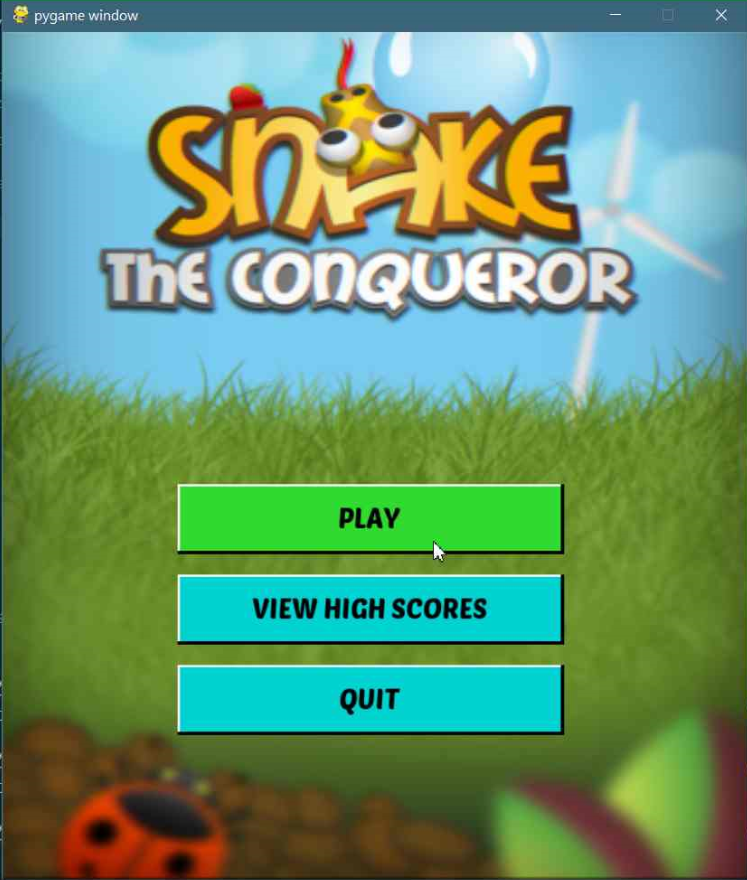 pygame window
SNAKE
THE CONQUEROR
PLAY
VIEW HIGH SCORES
QUIT